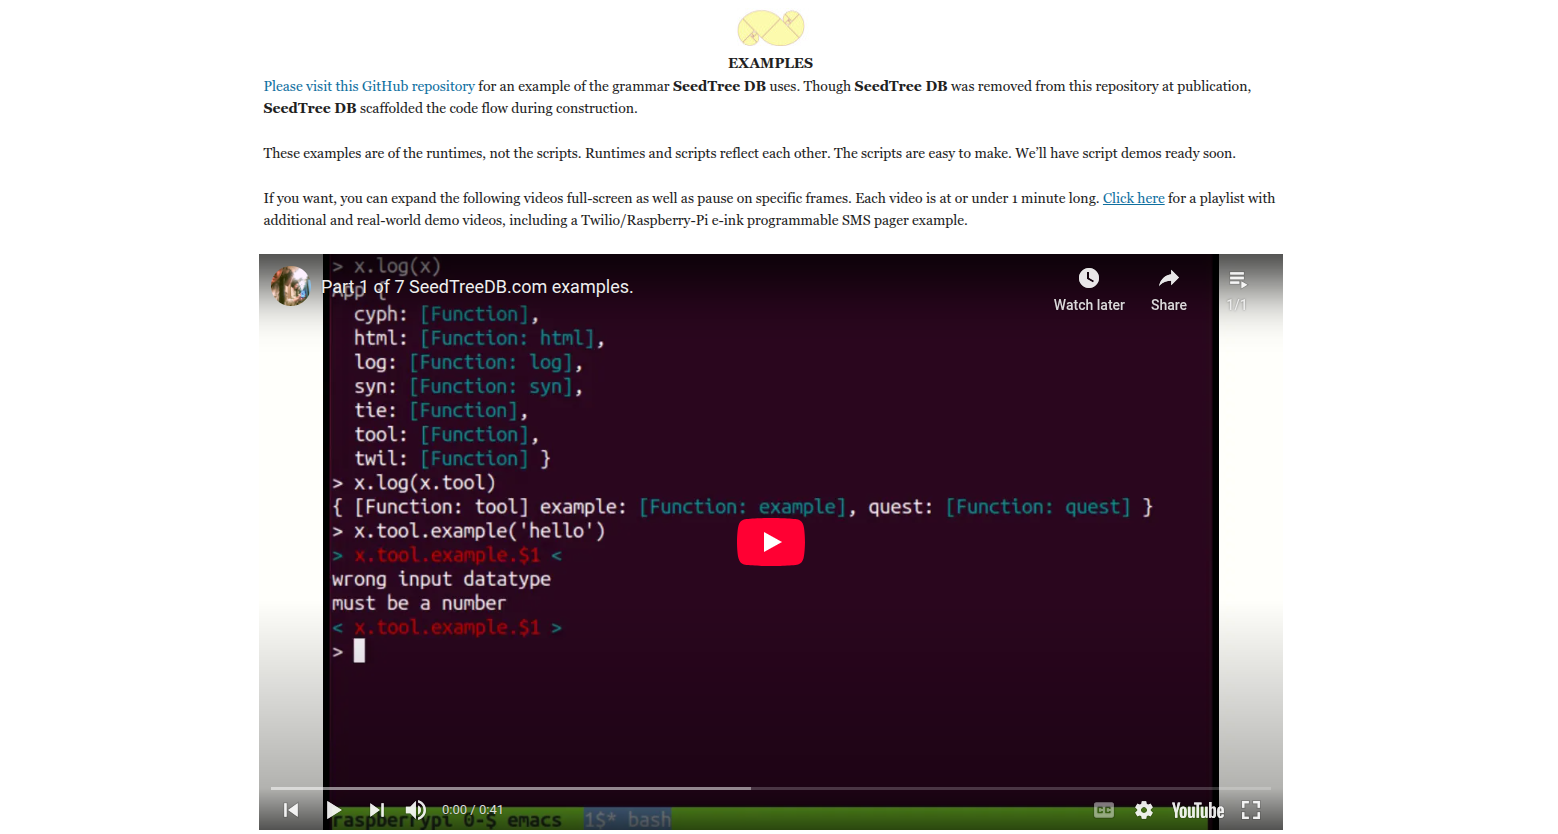 EXAMPLES
Please visit this GitHub repository for an example of the grammar SeedTree DB uses. Though SeedTree DB was removed from this repository at publication,
SeedTree DB scaffolded the code flow during construction.
These examples are of the runtimes, not the scripts. Runtimes and scripts reflect each other. The scripts are easy to make. We'll have script demos ready soon.
If you want, you can expand the following videos full-screen as well as pause on specific frames. Each video is at or under 1 minute long. Click here for a playlist with
additional and real-world demo videos, including a Twilio/Raspberry-Pi e-ink programmable SMS pager example.
> x.log(x)
Part 1 of 7 SeedTreeDB.com examples.
Watch later
Share
1/1
App {
cyph: [Function],
html: [Function: html],
log: [Function: log],
syn: [Function: syn],
tie: [Function],
tool: [Function],
twil: [Function] }
> x.log(x.tool)
{ [Function: tool] example: [Function: example], quest: [Function: quest] }
> x.tool.example('hello')
> x.tool.example.$1 <
wrong input datatype
must be a number
< x.tool.example.$1 >
>
0:00 / 0:41
CC
YouTube
raspberrypi 0-$ emacs 1$* bash